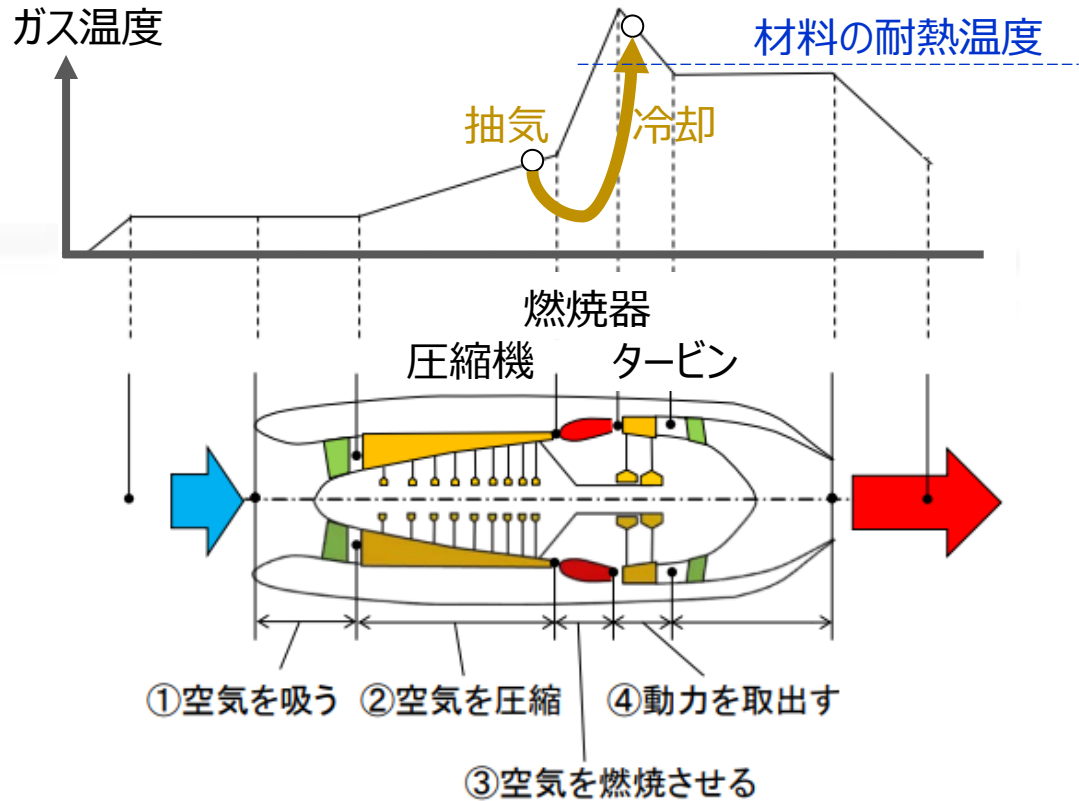 ガス温度
材料の耐熱温度
抽気
冷却
燃焼器
圧縮機
タービン
①空気を吸う
②空気を圧縮
④動力を取出す
③空気を燃焼させる